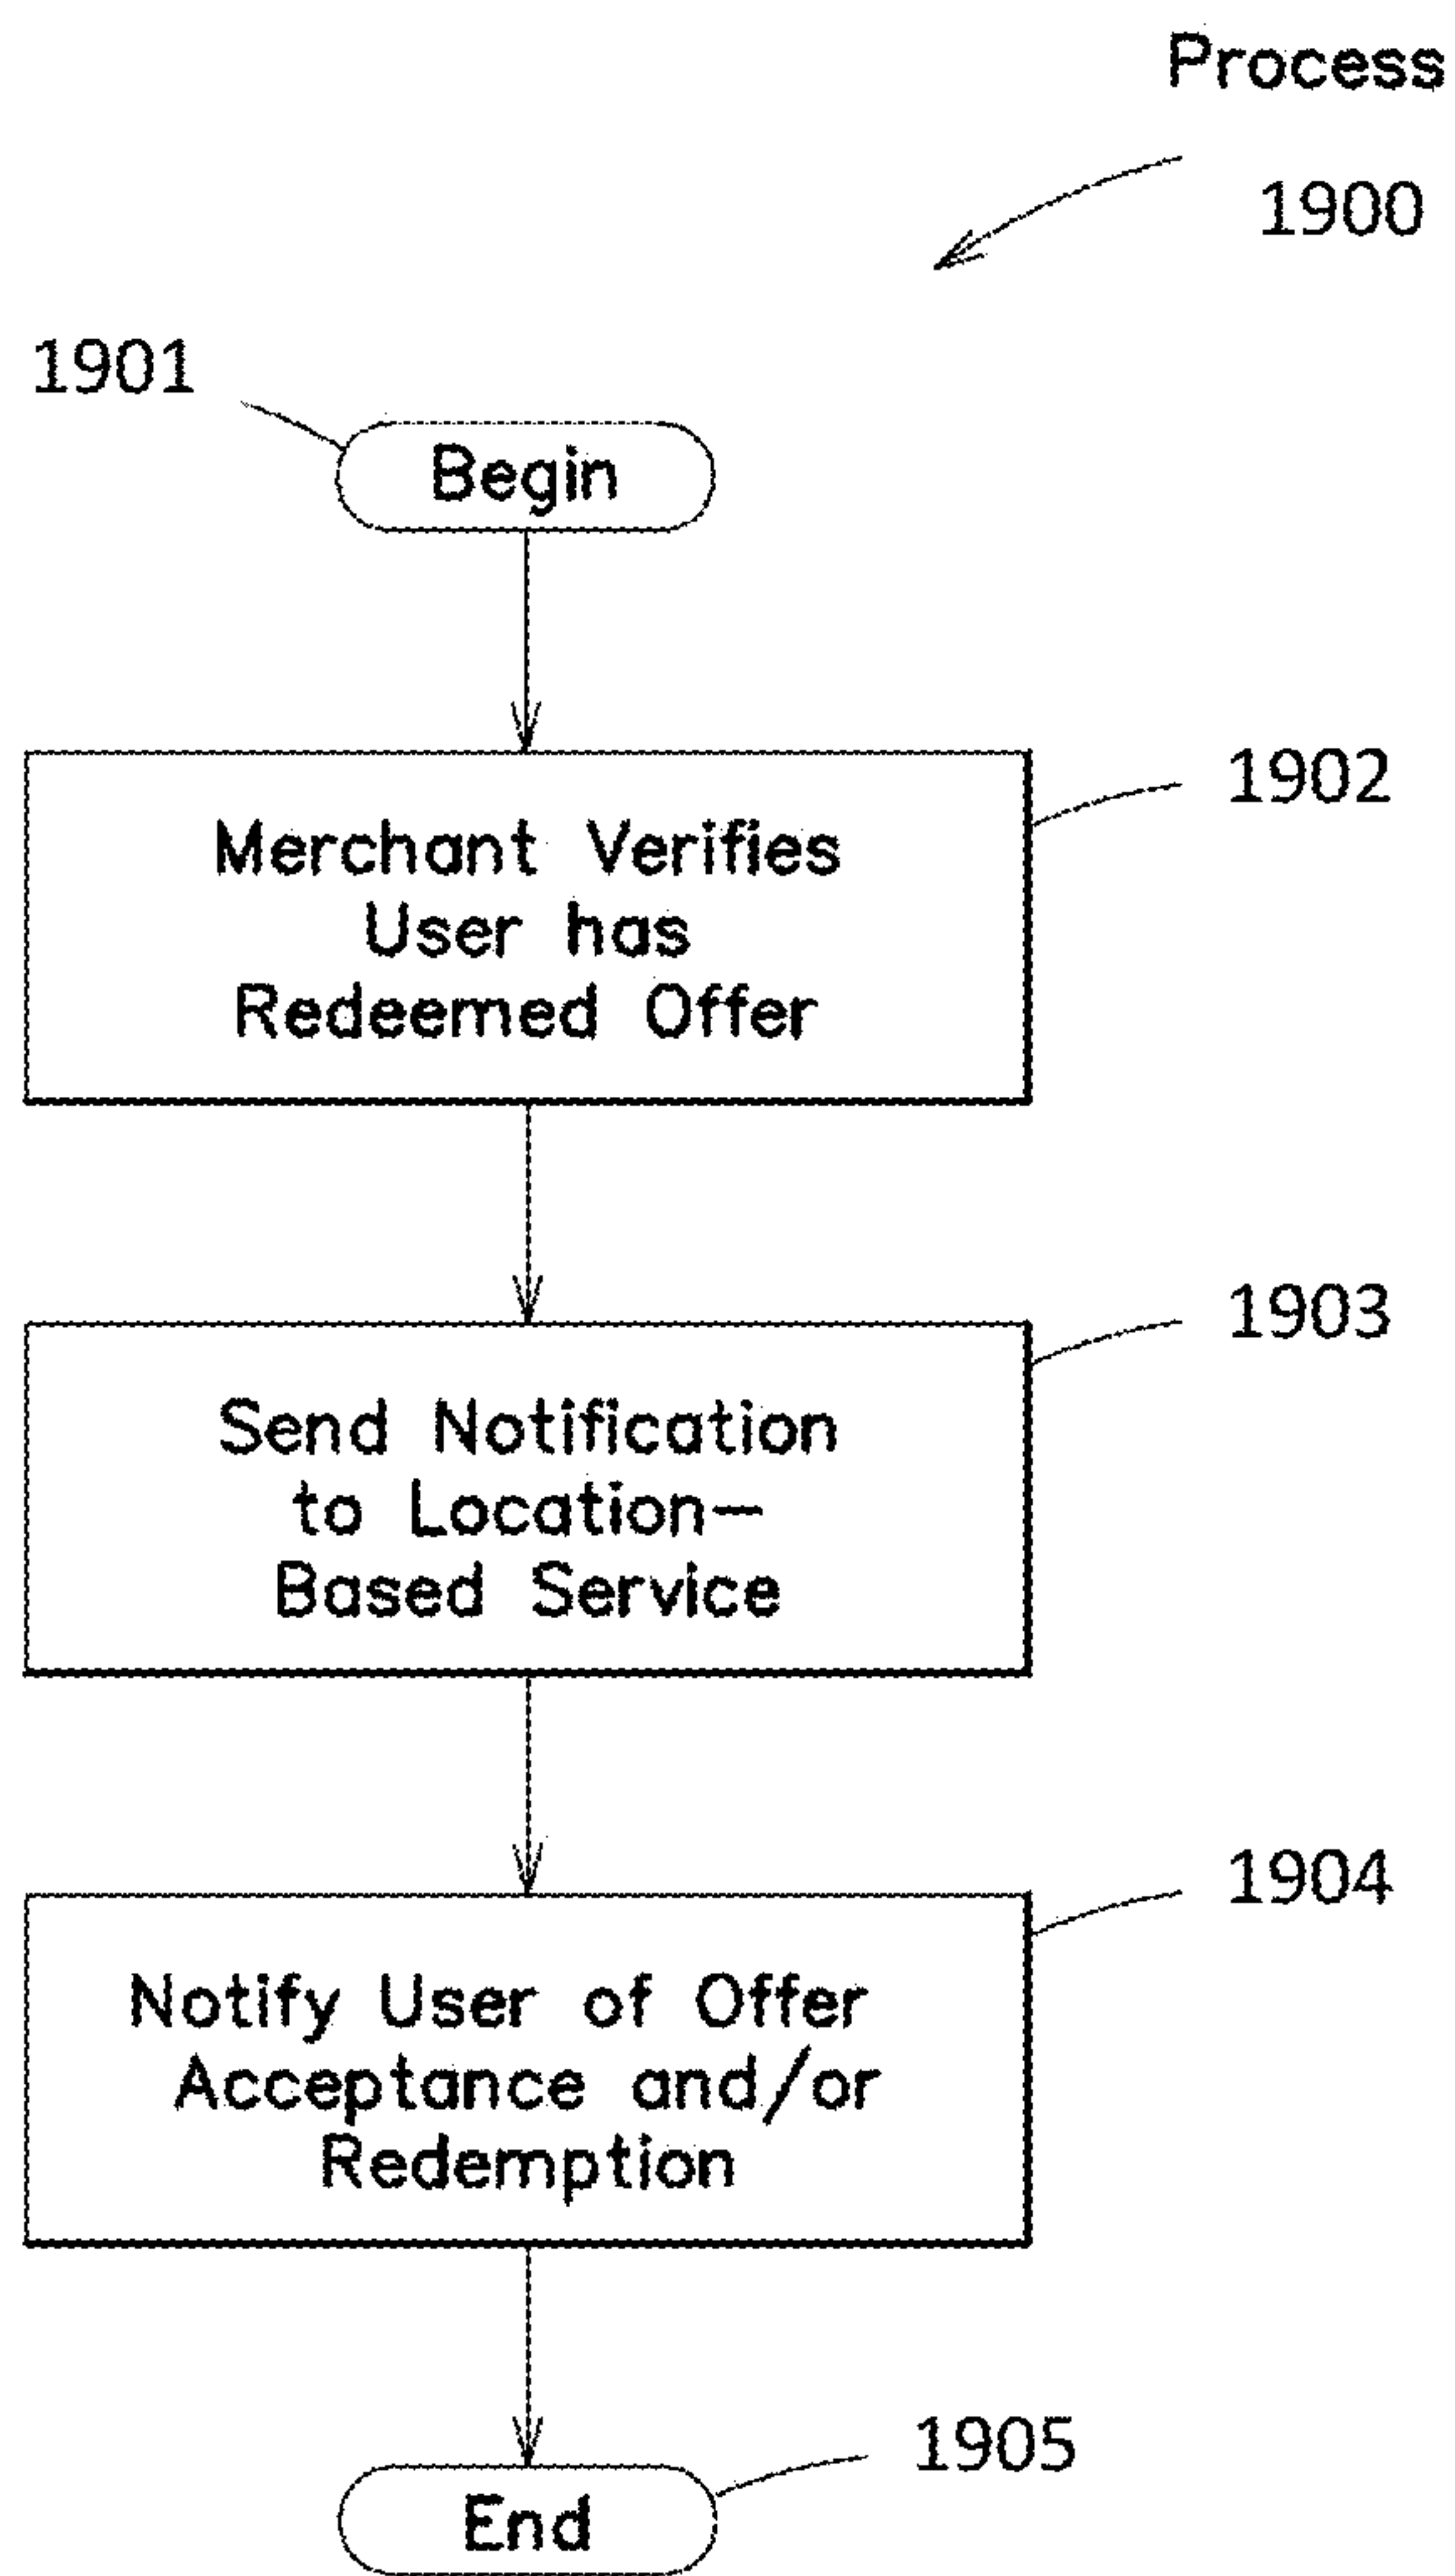 Process
1900
1901
Begin
1902
Merchant Verifies
User has
Redeemed Offer
1903
Send Notification
to Location-
Based Service
1904
Notify User of Offer
Acceptance and/or
Redemption
1905
End